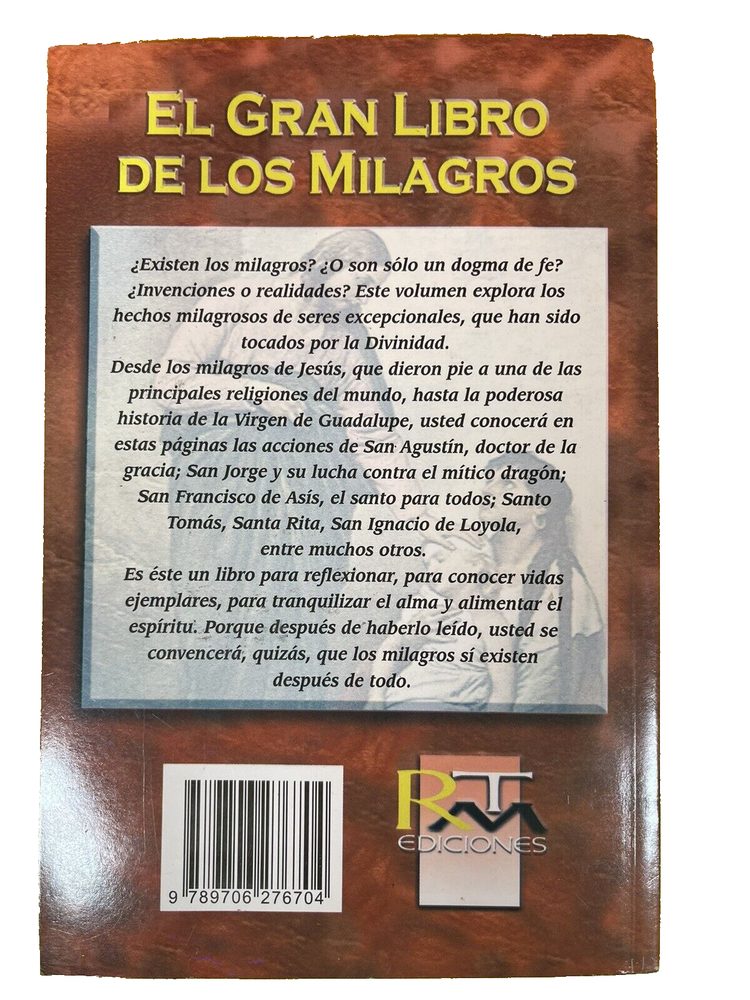 EL GRAN LIBRO
DE LOS MILAGROS
¿Existen los milagros? ¿O son sólo un dogma de fe?
¿Invenciones o realidades? Este volumen explora los
hechos milagrosos de seres excepcionales, que han sido
tocados por la Divinidad.
Desde los milagros de Jesús, que dieron pie a una de las
principales religiones del mundo, hasta la poderosa
historia de la Virgen de Guadalupe, usted conocerá en
estas páginas las acciones de San Agustín, doctor de la
gracia; San Jorge y su lucha contra el mítico dragón;
San Francisco de Asís, el santo para todos; Santo
Tomás, Santa Rita, San Ignacio de Loyola,
entre muchos otros.
Es éste un libro para reflexionar, para conocer vidas
ejemplares, para tranquilizar el alma y alimentar el
espíritu. Porque después de haberlo leído, usted se
convencerá, quizás, que los milagros sí existen
después de todo.
9 789706 276704
RTM
EDICIONES